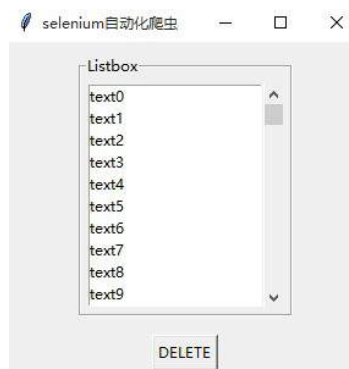 selenium自动化爬虫
Listbox
text0
text1
text2
text3
text4
text5
text6
text7
text8
text9
DELETE